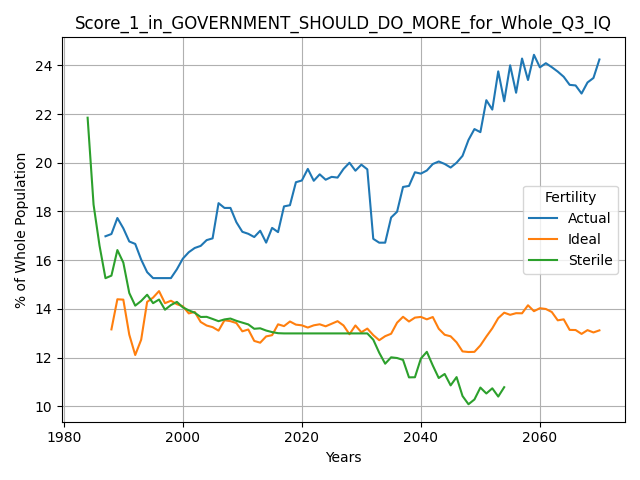 Score_1_in_GOVERNMENT_SHOULD_DO_MORE_for_Whole_Q3_IQ
% of Whole Population
24
22
20
18
16
14
12
10
Fertility
Actual
Ideal
Sterile
1980 2000 2020 2040 2060
Years